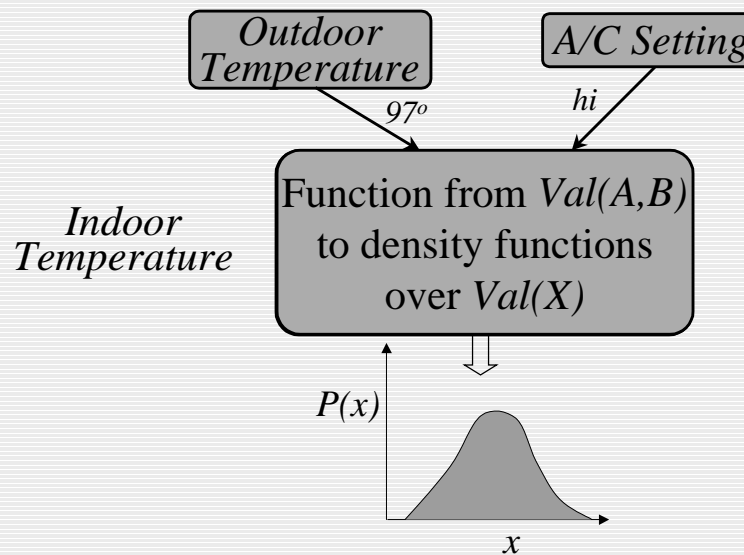 Outdoor
Temperature
A/C Setting
97º
hi
Indoor
Temperature
Function from Val(A,B)
to density functions
over Val(X)
P(x)
x